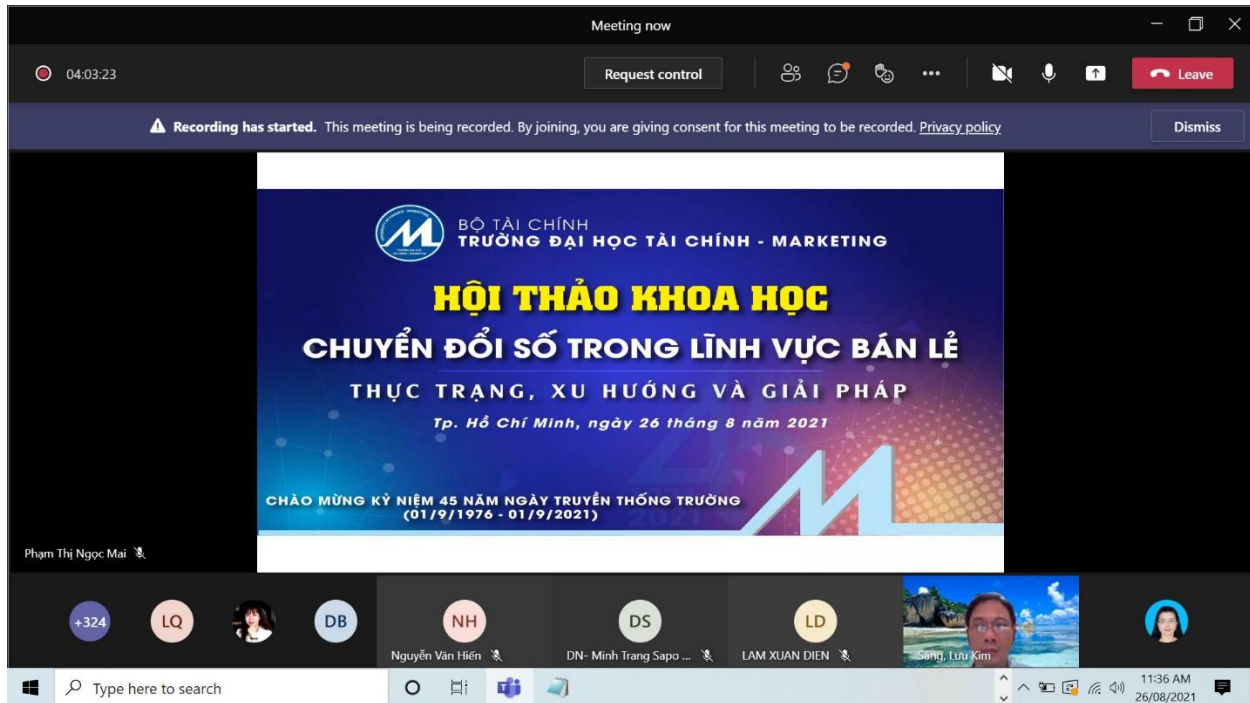 Meeting now
04:03:23
Request control
Leave
Recording has started. This meeting is being recorded. By joining, you are giving consent for this meeting to be recorded. Privacy policy
Dismiss
BỘ TÀI CHÍNH
TRƯỜNG ĐẠI HỌC TÀI CHÍNH - MARKETING
HỘI THẢO KHOA HỌC
CHUYỂN ĐỔI SỐ TRONG LĨNH VỰC BÁN LẺ
THỰC TRẠNG, XU HƯỚNG VÀ GIẢI PHÁP
Tp. Hồ Chí Minh, ngày 26 tháng 8 năm 2021
CHÀO MỪNG KỶ NIỆM 45 NĂM NGÀY TRUYỀN THỐNG TRƯỜNG
(01/9/1976 - 01/9/2021)
2021
Phạm Thị Ngọc Mai
+324
LQ
DB
NH
DS
LD
Nguyễn Văn Hiến
DN- Minh Trang Sapo ...
LAM XUAN DIEN
Sang, Lưu Kim
Type here to search
11:36 AM
26/08/2021